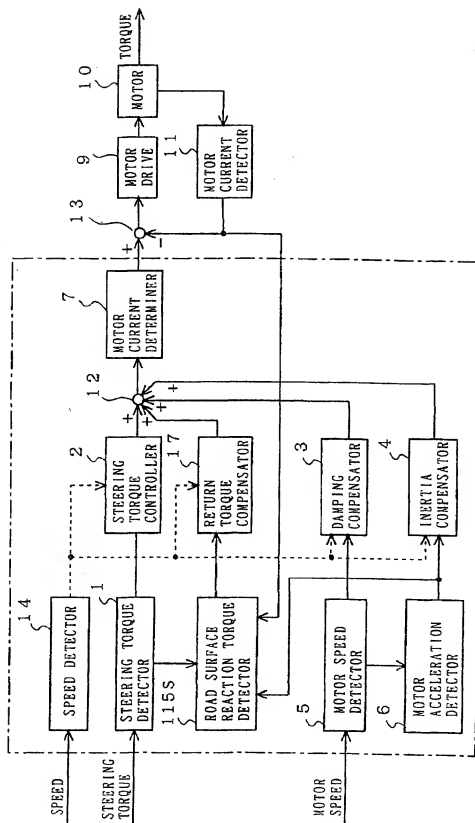 SPEED
14
SPEED DETECTOR
STEERING
TORQUE
1
STEERING TORQUE
DETECTOR
115S
ROAD SURFACE
REACTION TORQUE
DETECTOR
MOTOR
SPEED
5
MOTOR SPEED
DETECTOR
6
MOTOR
ACCELERATION
DETECTOR
2
STEERING
TORQUE
CONTROLLER
17
RETURN
TORQUE
COMPENSATOR
3
DAMPING
COMPENSATOR
4
INERTIA
COMPENSATOR
12
+
+
+
+
7
MOTOR
CURRENT
DETERMINER
13
+
-
9
MOTOR
DRIVE
10
MOTOR
TORQUE
11
MOTOR
CURRENT
DETECTOR